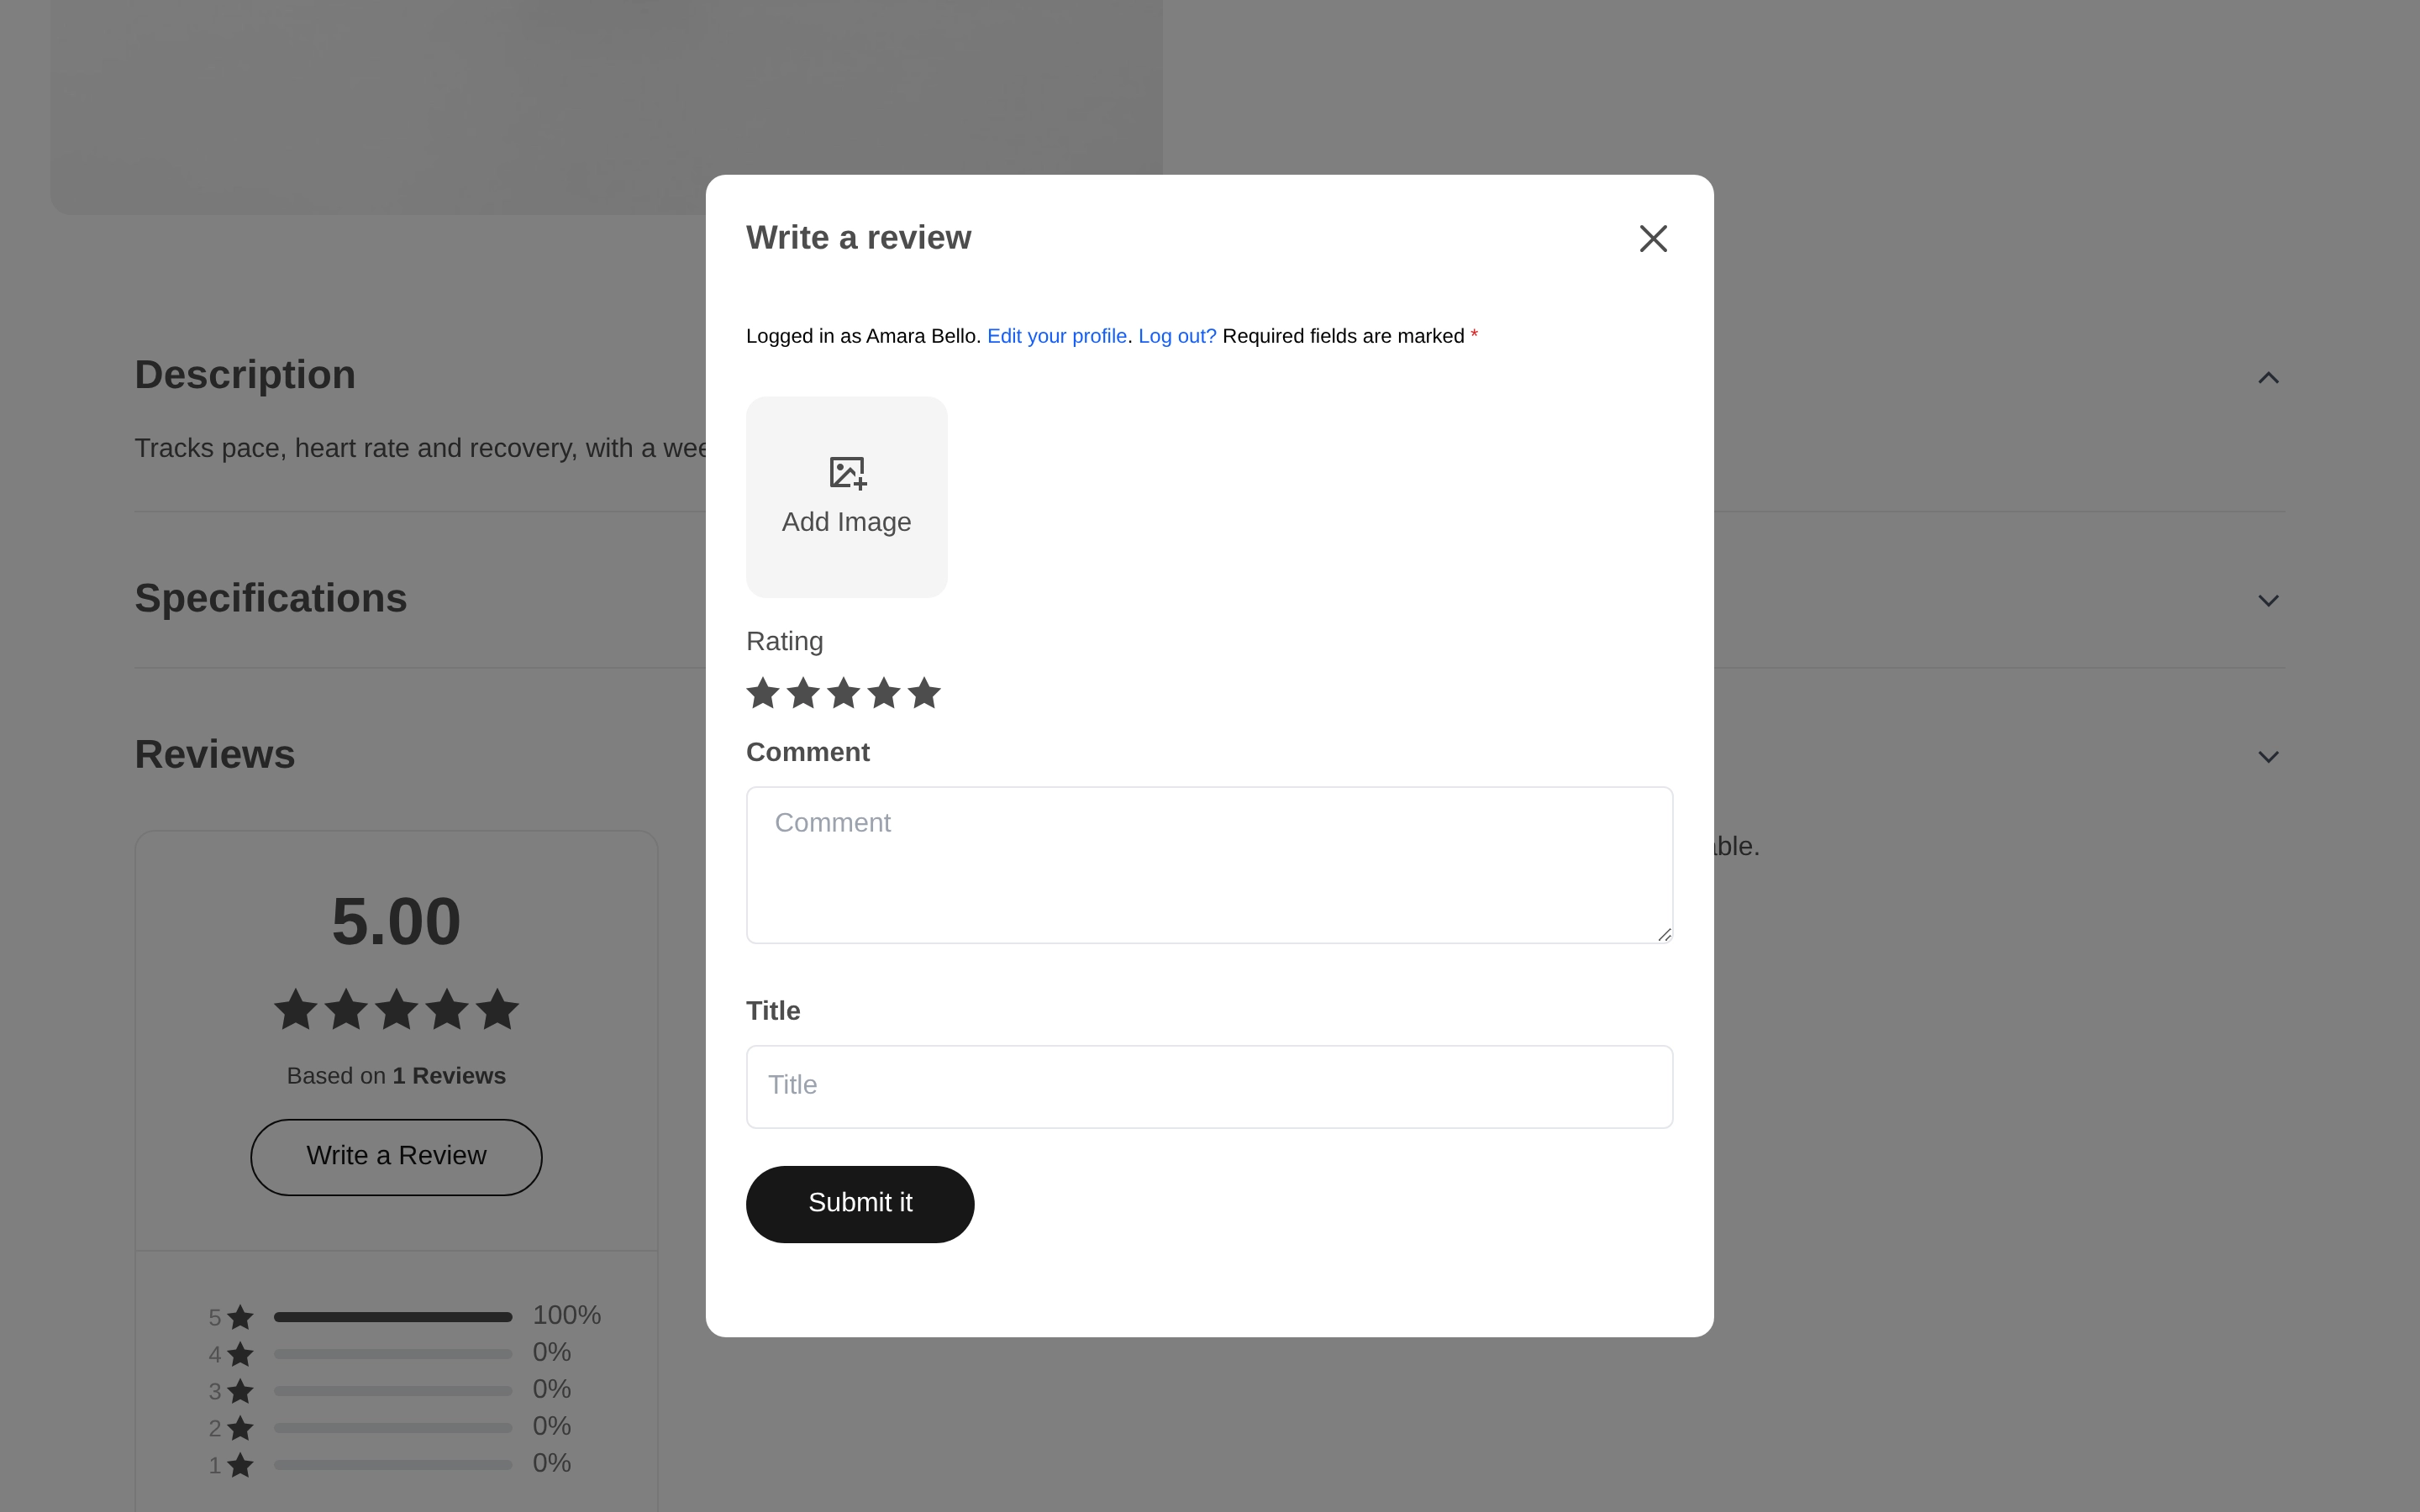 Write a review
Logged in as Amara Bello. Edit your profile. Log out? Required fields are marked *
Add Image
Rating
Comment
Comment
Title
Title
Submit it
Description
Tracks pace, heart rate and recovery, with a
Specifications
Reviews
5.00
Based on 1 Reviews
Write a Review
5 100%
4 0%
3 0%
2 0%
1 0%